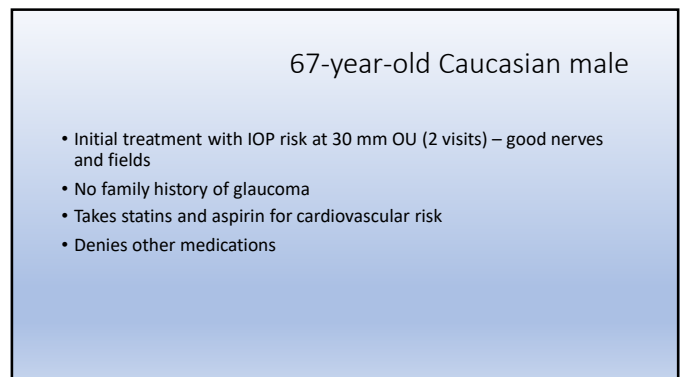 67-year-old Caucasian male
• Initial treatment with IOP risk at 30 mm OU (2 visits) – good nerves
and fields
• No family history of glaucoma
• Takes statins and aspirin for cardiovascular risk
• Denies other medications